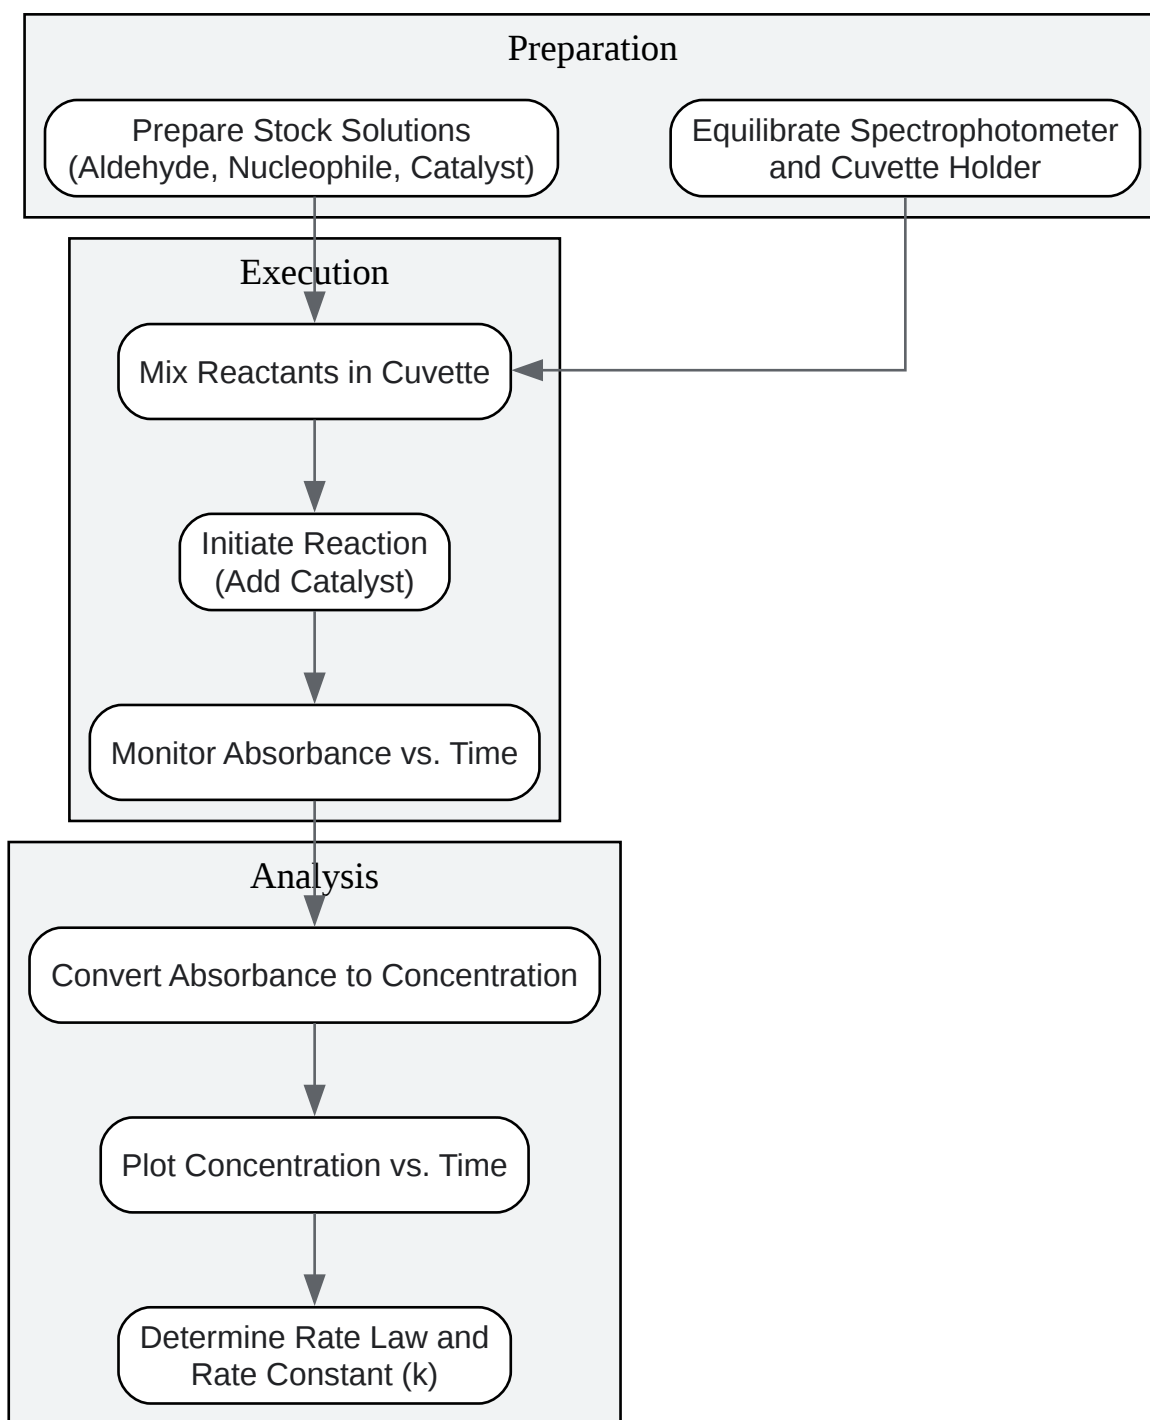 Preparation
Prepare Stock Solutions
(Aldehyde, Nucleophile, Catalyst)
Equilibrate Spectrophotometer
and Cuvette Holder
Execution
Mix Reactants in Cuvette
Initiate Reaction
(Add Catalyst)
Monitor Absorbance vs. Time
Analysis
Convert Absorbance to Concentration
Plot Concentration vs. Time
Determine Rate Law and
Rate Constant (k)